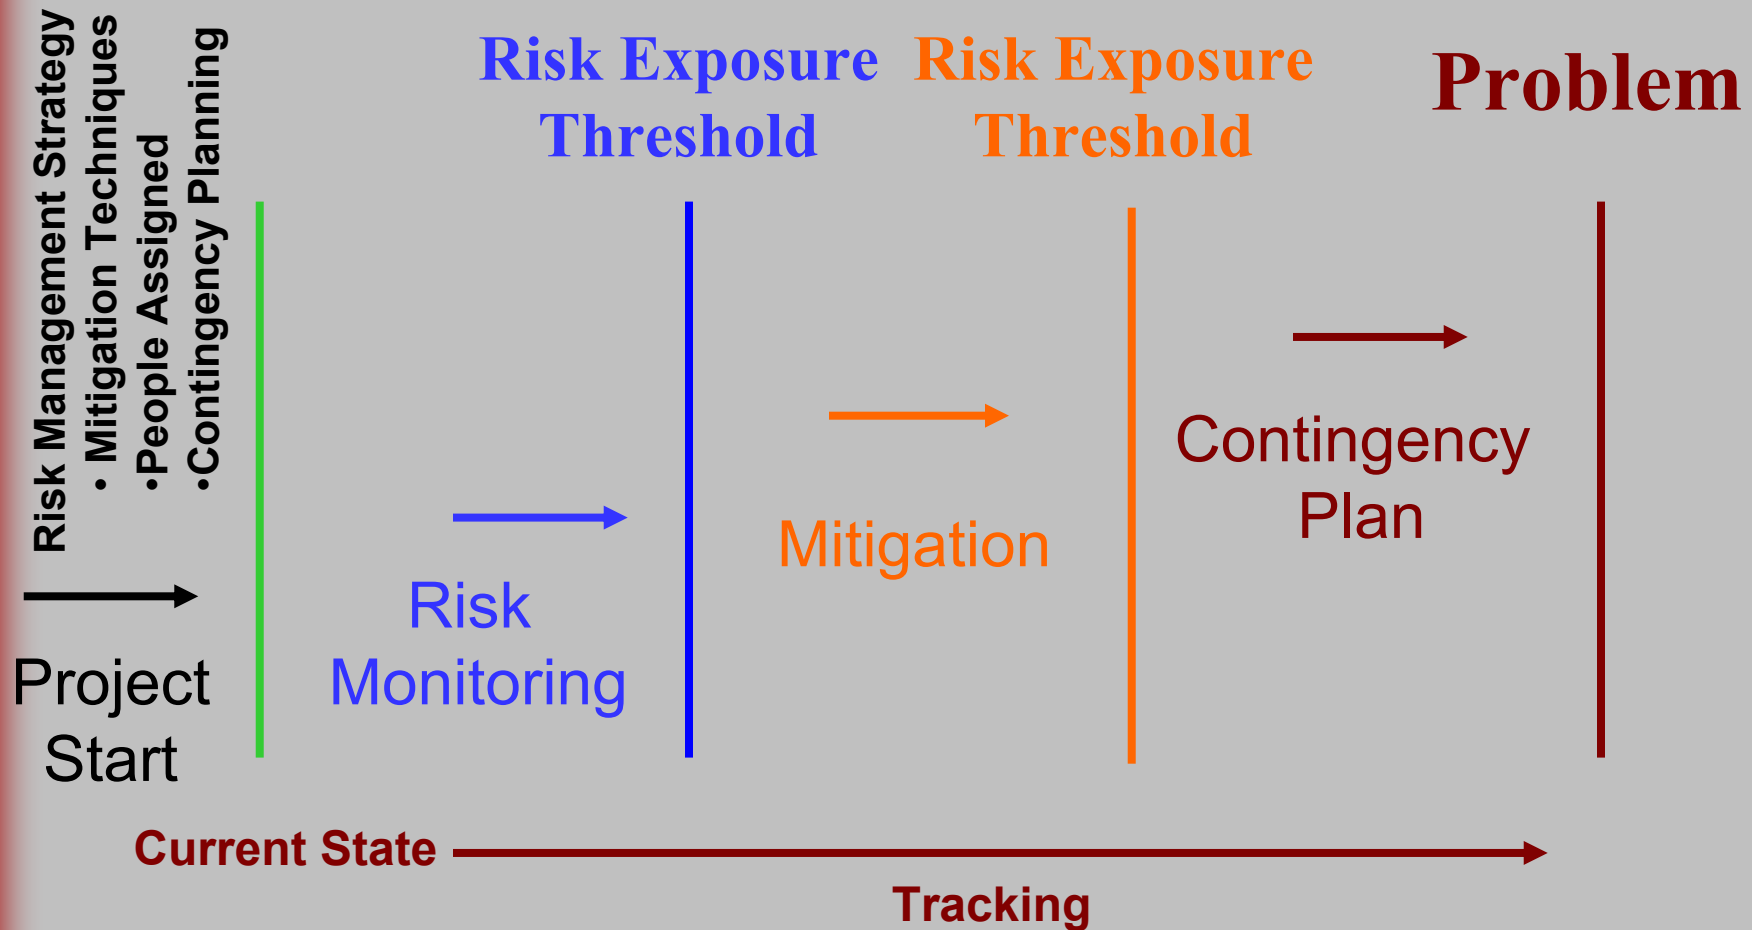 Risk Management Strategy
• Mitigation Techniques
•People Assigned
•Contingency Planning
Risk Exposure
Threshold
Risk Exposure
Threshold
Problem
Project
Start
Risk
Monitoring
Mitigation
Contingency
Plan
Current State
Tracking